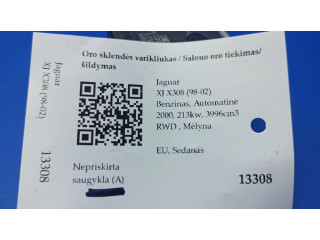 Oro sklendės varikliukas / Salono oro tiekimas/
šildymas
Jaguar
XJ X308 (98-02)
Benzinas, Automatinė
2000, 213kw, 3996cm3
RWD , Mėlyna
EU, Sedanas
Nepriskirta
saugykla (A)
13308
Jaguar
XJ X308 (98-02)
13308